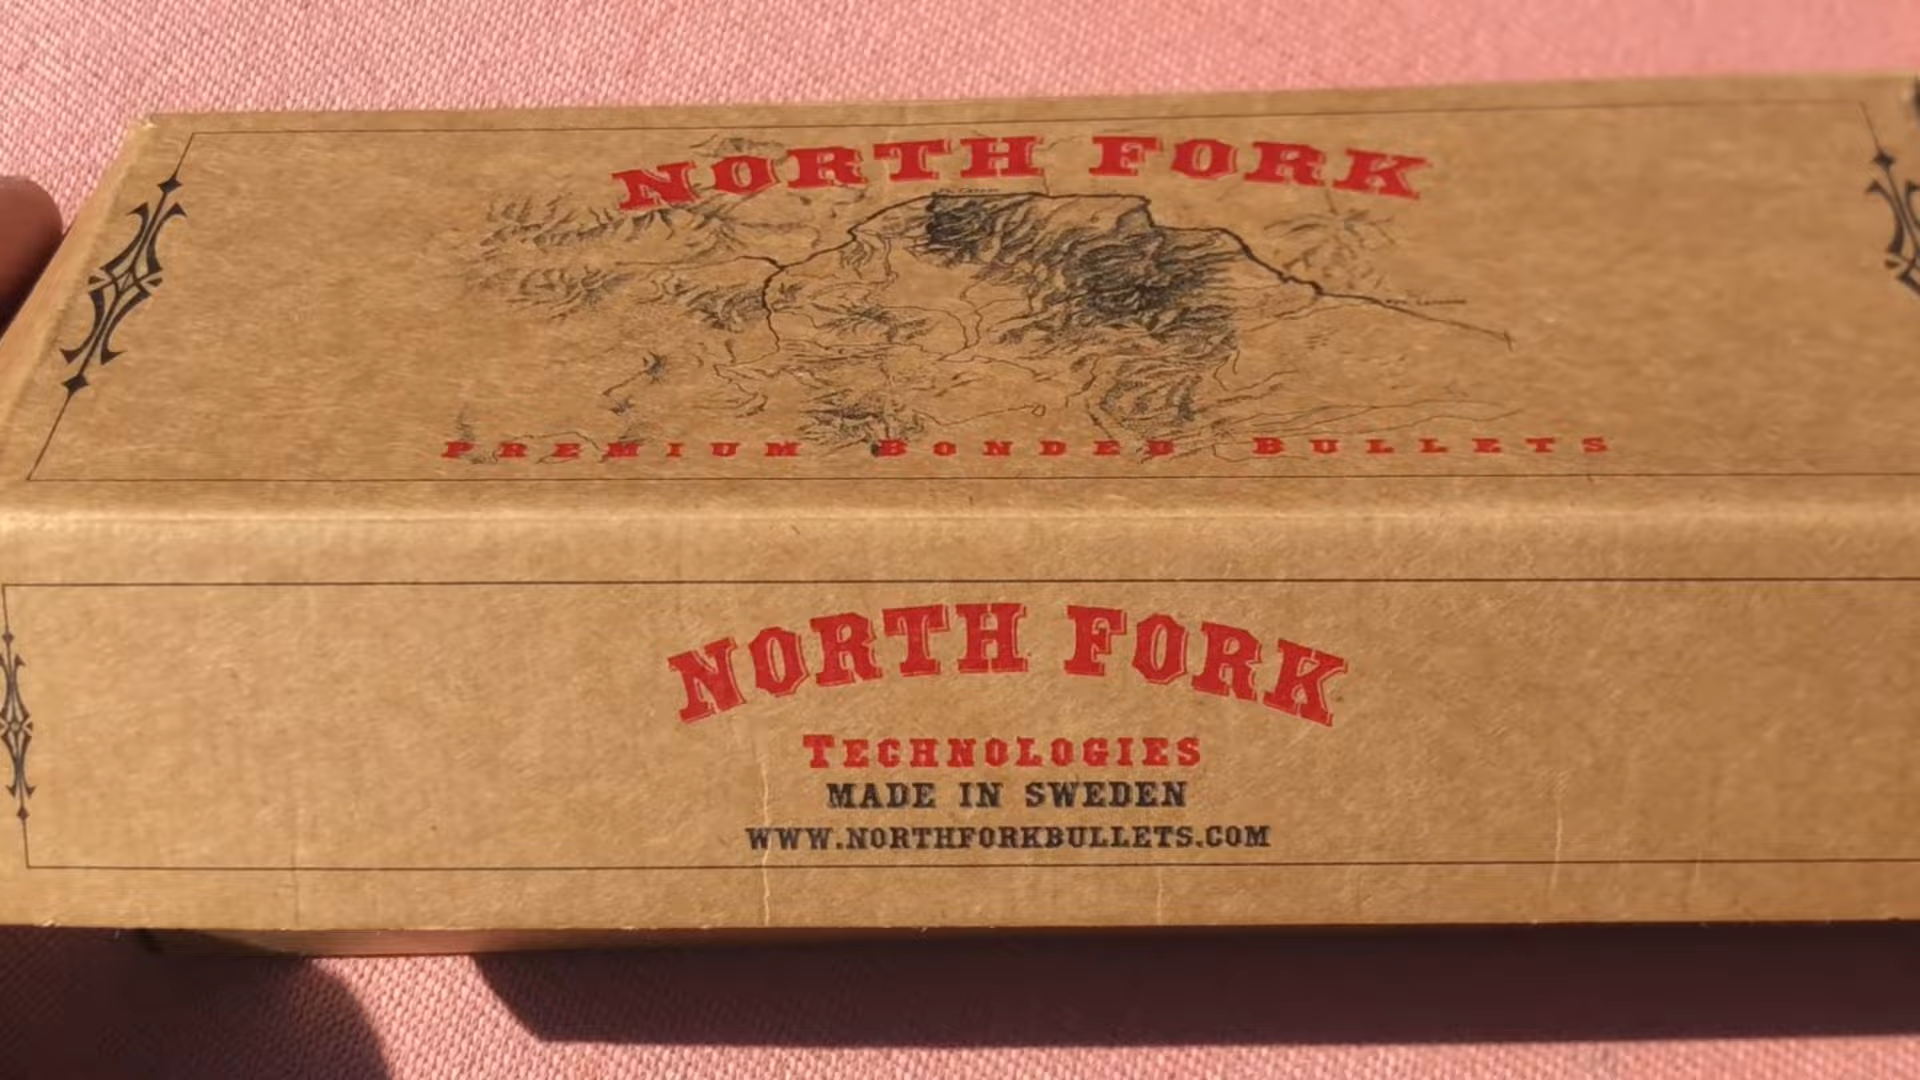 NORTH FORK
PREMIUM BONDED BULLETS
NORTH FORK
TECHNOLOGIES
MADE IN SWEDEN
WWW.NORTHFORKBULLETS.COM